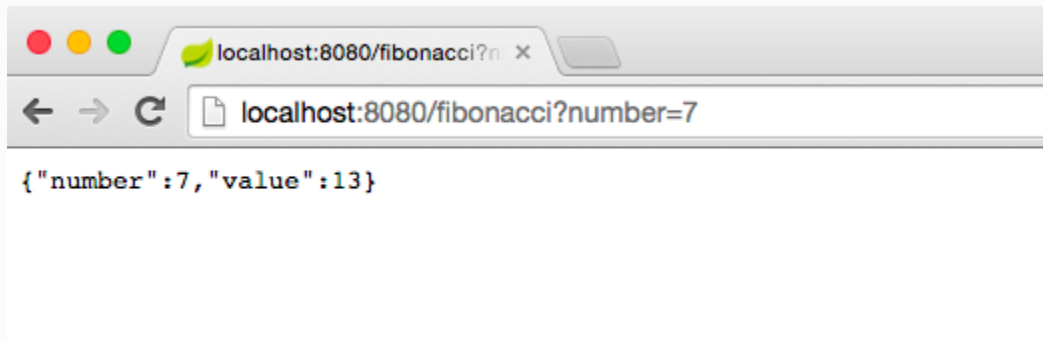 localhost:8080/fibonacci?n
localhost:8080/fibonacci?number=7
{"number":7,"value":13}